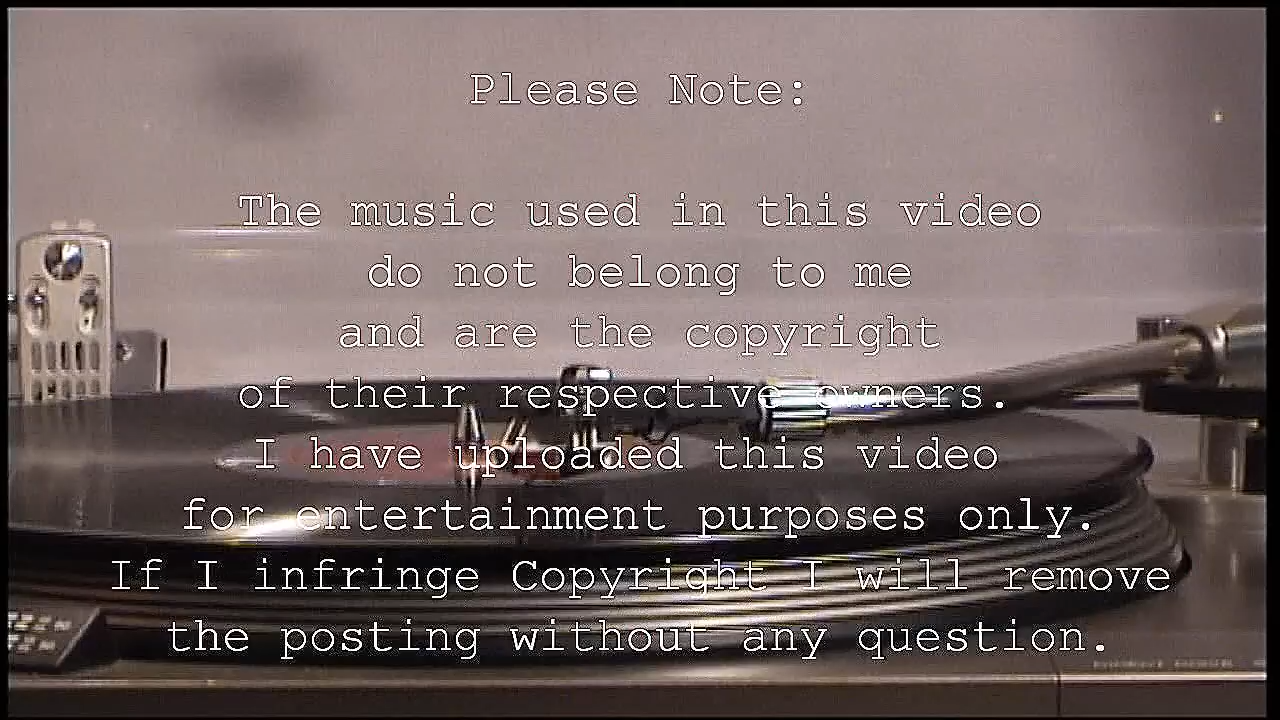 Please Note:
The music used in this video
do not belong to me
and are the copyright
of their respective owners.
I have uploaded this video
for entertainment purposes only.
If I infringe Copyright I will remove
the posting without any question.